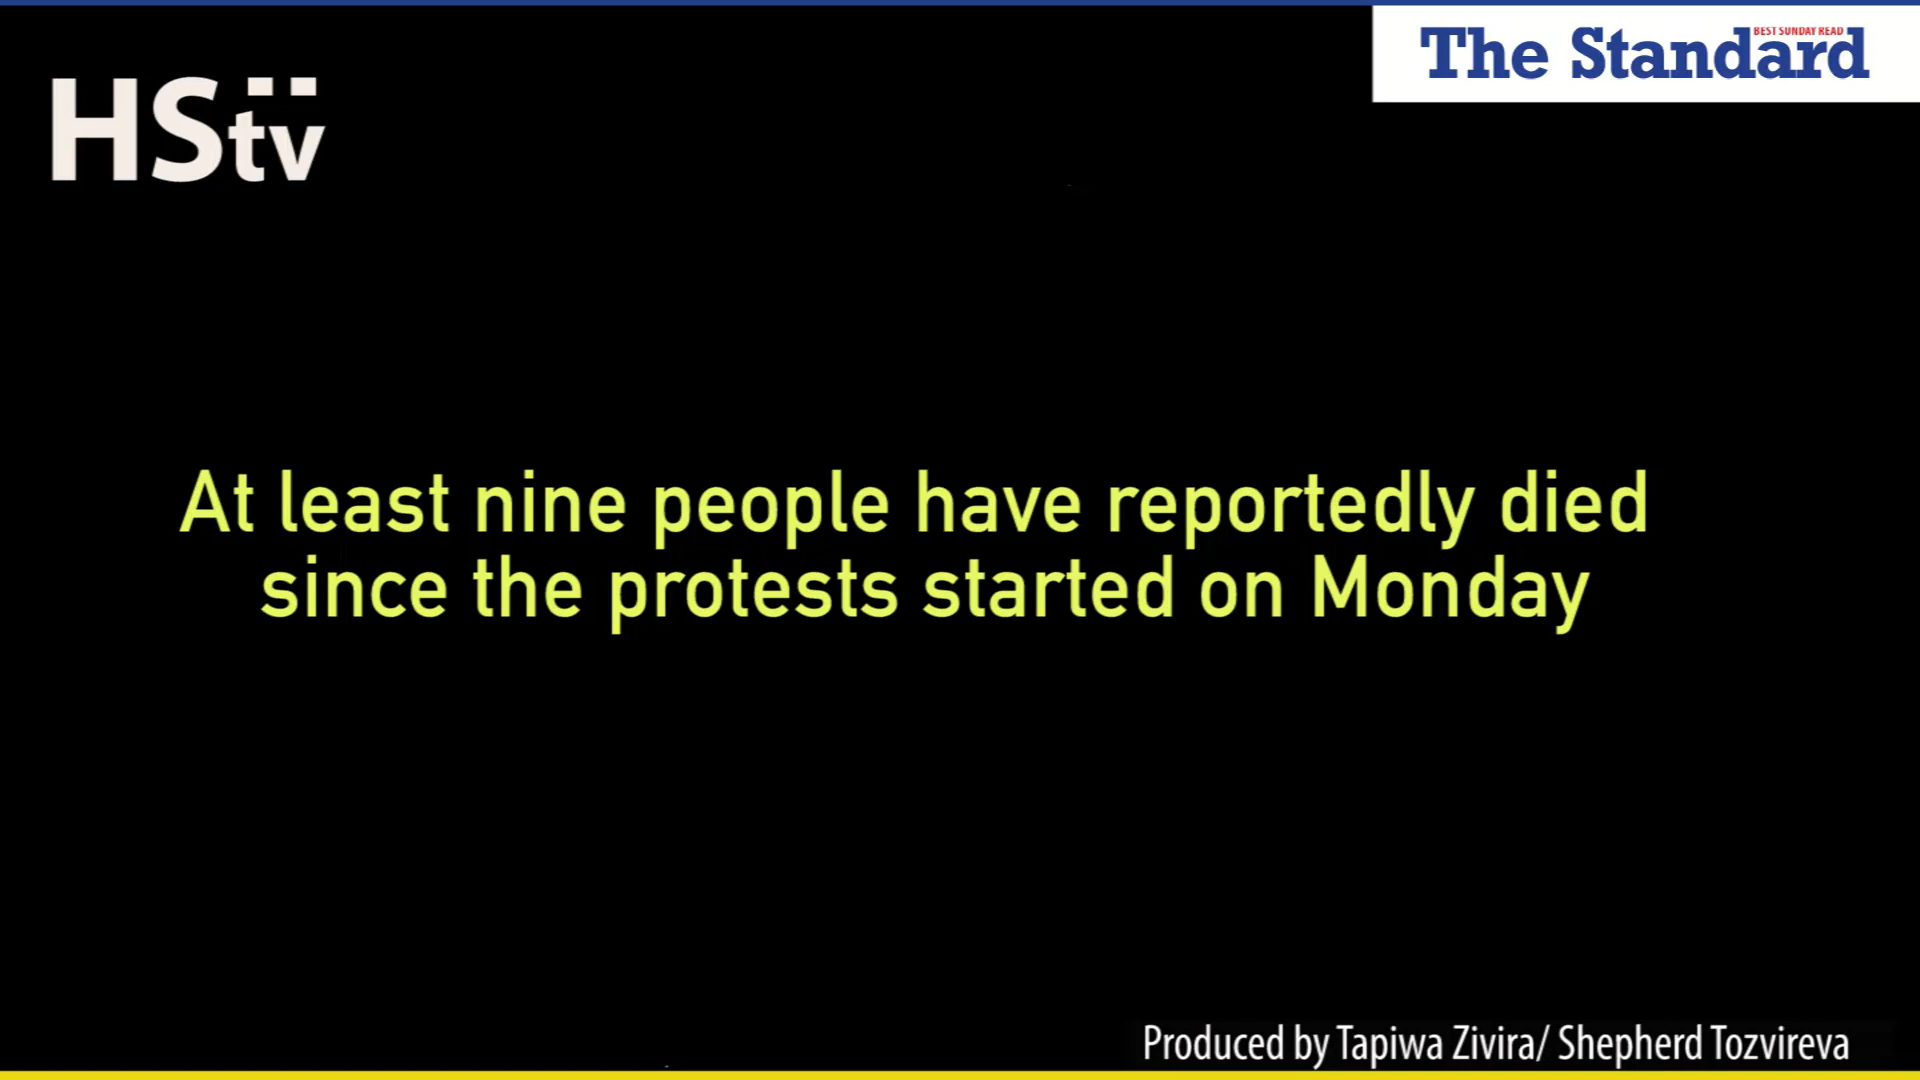 BEST SUNDAY READ
The Standard
HStv
At least nine people have reportedly died
since the protests started on Monday
Produced by Tapiwa Zivira/ Shepherd Tozvireva